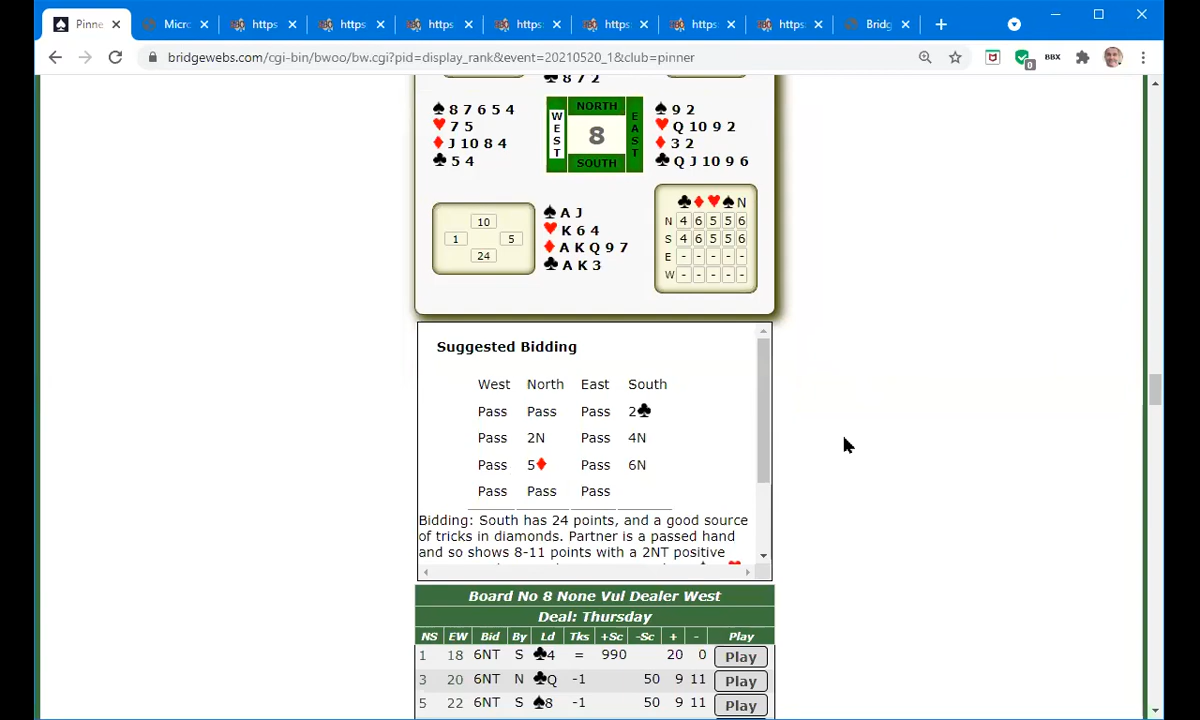 Pinne
Micro
https
https
https
https
https
https
https
Bridg
bridgewebs.com/cgi-bin/bwoo/bw.cgi?pid=display_rank&event=20210520_1&club=pinner
0
BBX
♠ 8 7 2
♠ 8 7 6 5 4
♥ 7 5
♦ J 10 8 4
♣ 5 4
NORTH
WEST
8
EAST
SOUTH
♠ 9 2
♥ Q 10 9 2
♦ 3 2
♣ Q J 10 9 6
10
1 5
24
♠ A J
♥ K 6 4
♦ A K Q 9 7
♣ A K 3
♣ ♦ ♥ ♠ N
N 4 6 5 5 6
S 4 6 5 5 6
E - - - - -
W - - - - -
Suggested Bidding
West North East South
Pass Pass Pass 2♣
Pass 2N Pass 4N
Pass 5♦ Pass 6N
Pass Pass Pass
Bidding: South has 24 points, and a good source
of tricks in diamonds. Partner is a passed hand
and so shows 8-11 points with a 2NT positive
Board No 8 None Vul Dealer West
Deal: Thursday
NS EW Bid By Ld Tks +Sc -Sc + - Play
1 18 6NT S ♣4 = 990 20 0 Play
3 20 6NT N ♣Q -1 50 9 11 Play
5 22 6NT S ♠8 -1 50 9 11 Play